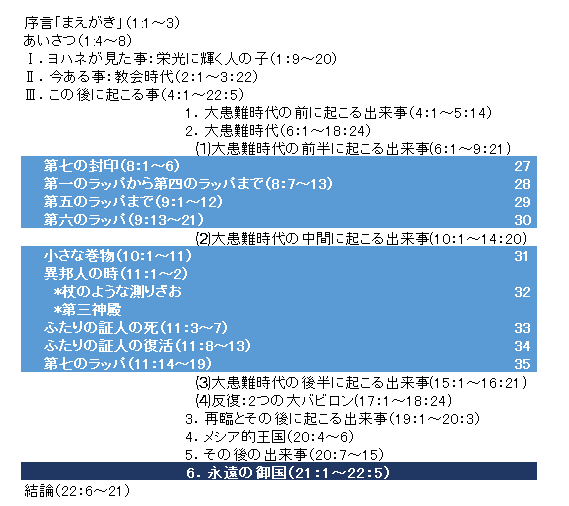 序言「まえがき」（1：1～3）
あいさつ（1：4～8）
Ⅰ．ヨハネが見た事：栄光に輝く人の子（1：9～20）
Ⅱ．今ある事：教会時代（2：1～3：22）
Ⅲ．この後に起こる事（4：1～22：5）
1．大患難時代の前に起こる出来事（4：1～5：14）
2．大患難時代（6：1～18：24）
⑴大患難時代の前半に起こる出来事（6：1～9：21）
第七の封印（8：1～6） 27
第一のラッパから第四のラッパまで（8：7～13） 28
第五のラッパまで（9：1～12） 29
第六のラッパ（9：13～21） 30
⑵大患難時代の中間に起こる出来事（10：1～14：20）
小さな巻物（10：1～11） 31
異邦人の時（11：1～2）
*杖のような測りざお 32
*第三神殿
ふたりの証人の死（11：3～7） 33
ふたりの証人の復活（11：8～13） 34
第七のラッパ（11：14～19） 35
⑶大患難時代の後半に起こる出来事（15：1～16：21）
⑷反復：2つの大バビロン（17：1～18：24）
3．再臨とその後に起こる出来事（19：1～20：3）
4．メシア的王国（20：4～6）
5．その後の出来事（20：7～15）
6．永遠の御国（21：1～22：5）
結論（22：6～21）